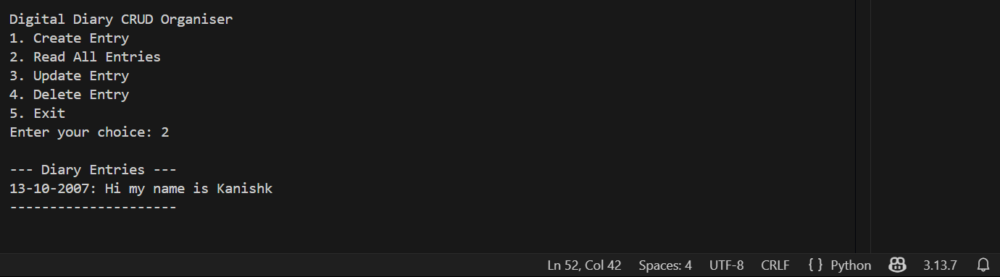 Digital Diary CRUD Organiser
1. Create Entry
2. Read All Entries
3. Update Entry
4. Delete Entry
5. Exit
Enter your choice: 2

--- Diary Entries ---
13-10-2007: Hi my name is Kanishk
---------------------
Ln 52, Col 42 Spaces: 4 UTF-8 CRLF { } Python 3.13.7